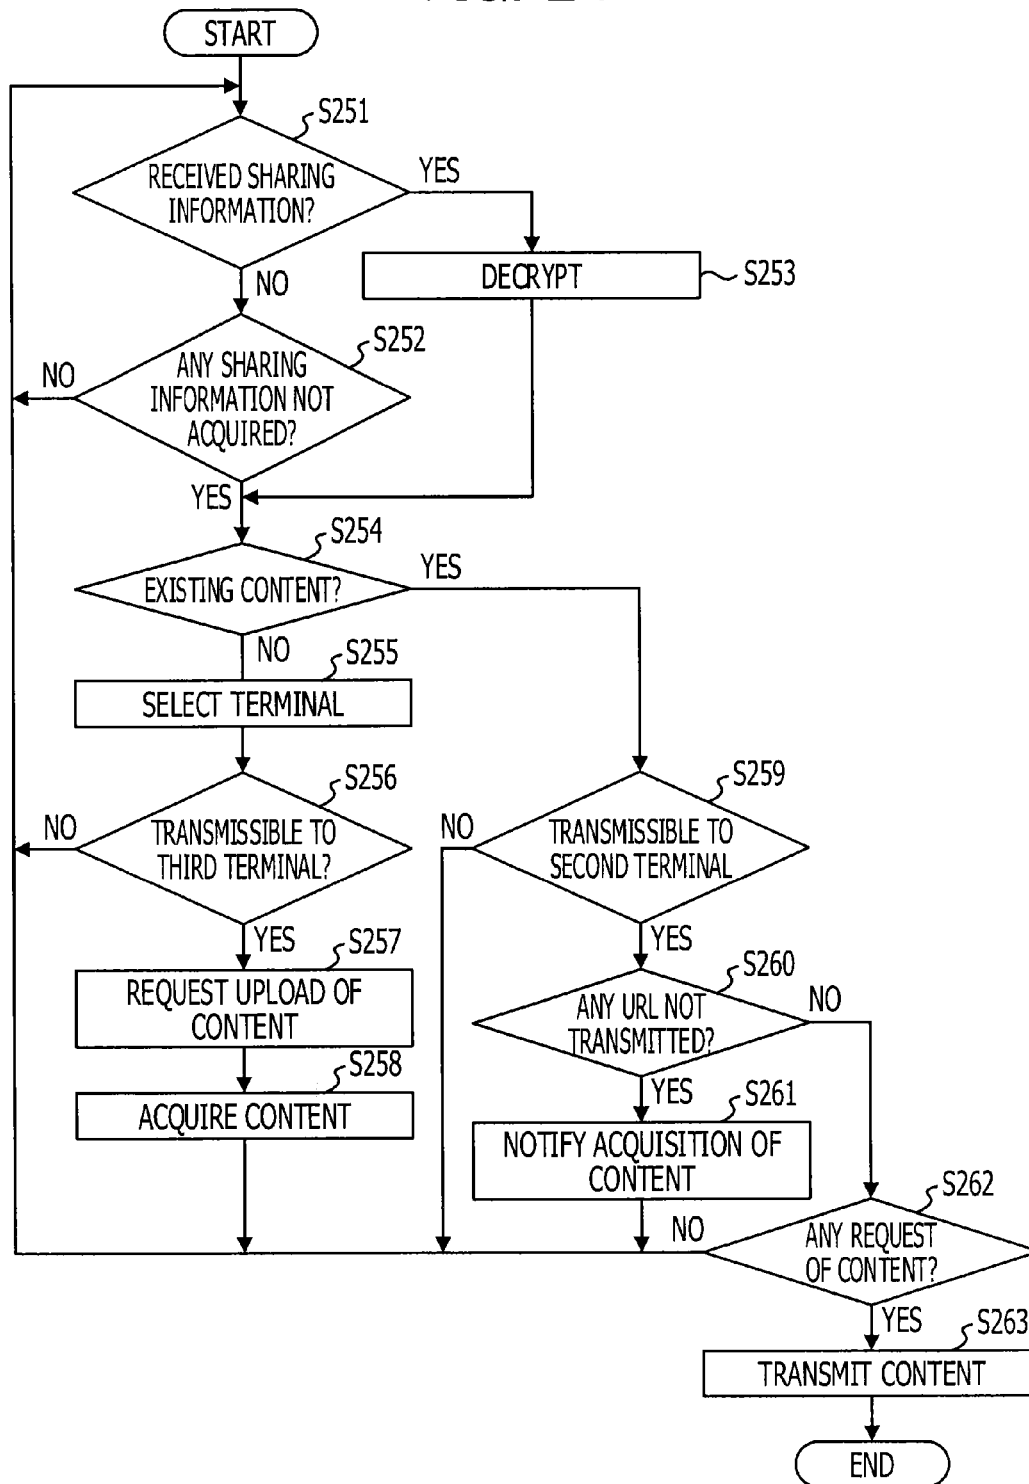 START
S251
RECEIVED SHARING
INFORMATION?
YES
DECRYPT
S253
NO
S252
ANY SHARING
INFORMATION NOT
ACQUIRED?
NO
YES
S254
EXISTING CONTENT?
YES
NO
S255
SELECT TERMINAL
S256
TRANSMISSIBLE TO
THIRD TERMINAL?
NO
YES
S257
REQUEST UPLOAD OF
CONTENT
S258
ACQUIRE CONTENT
S259
TRANSMISSIBLE TO
SECOND TERMINAL
NO
YES
S260
ANY URL NOT
TRANSMITTED?
NO
YES
S261
NOTIFY ACQUISITION OF
CONTENT
S262
ANY REQUEST
OF CONTENT?
NO
YES
S263
TRANSMIT CONTENT
END